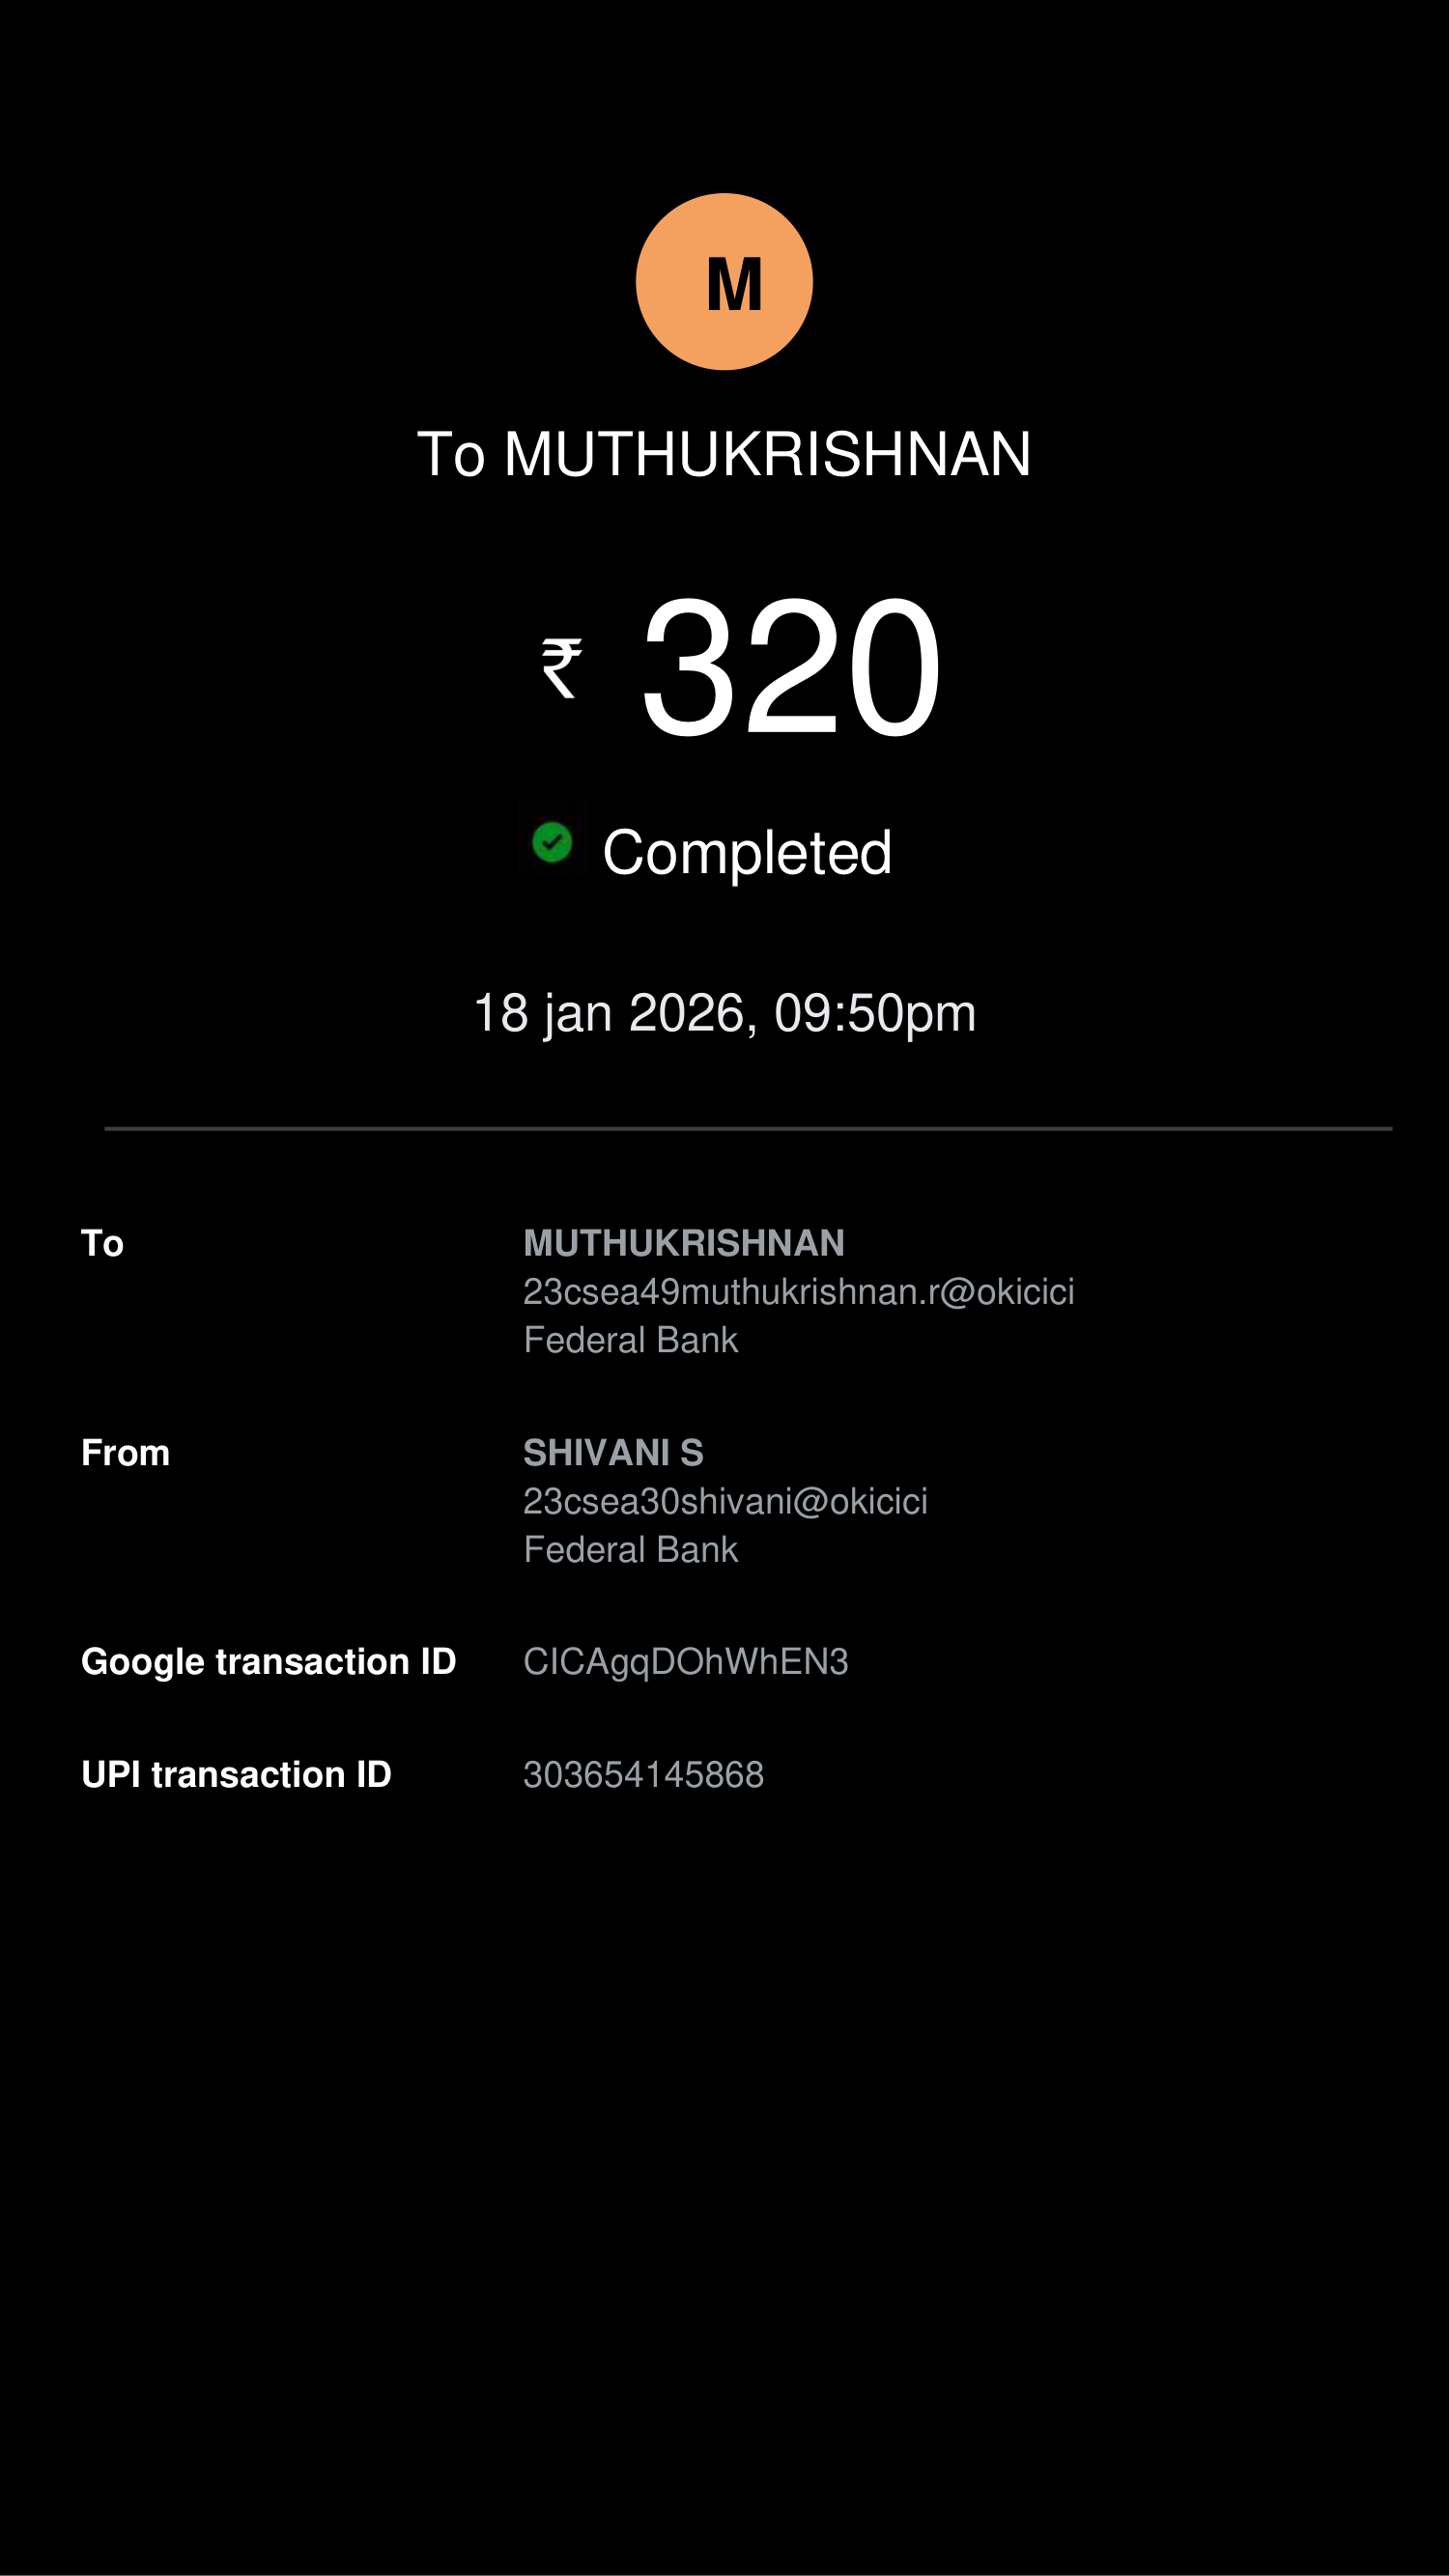 M
To MUTHUKRISHNAN
₹ 320
Completed
18 jan 2026, 09:50pm
To MUTHUKRISHNAN
23csea49muthukrishnan.r@okicici
Federal Bank
From SHIVANI S
23csea30shivani@okicici
Federal Bank
Google transaction ID CICAgqDOhWhEN3
UPI transaction ID 303654145868